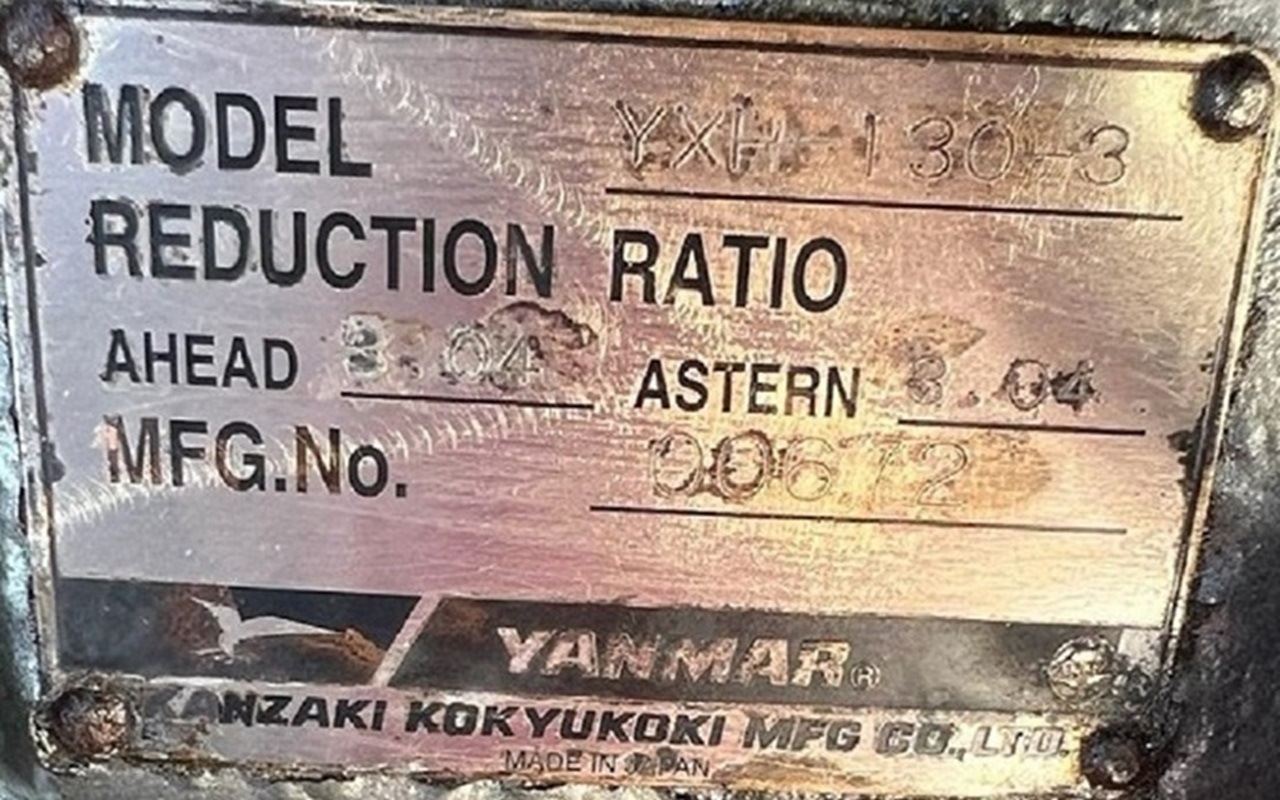 MODEL YXH-130-3
REDUCTION RATIO
AHEAD 3.04 ASTERN 3.04
MFG.No. 00672
YANMAR®
KANZAKI KOKYUKOKI MFG CO.,LTD.
MADE IN JAPAN